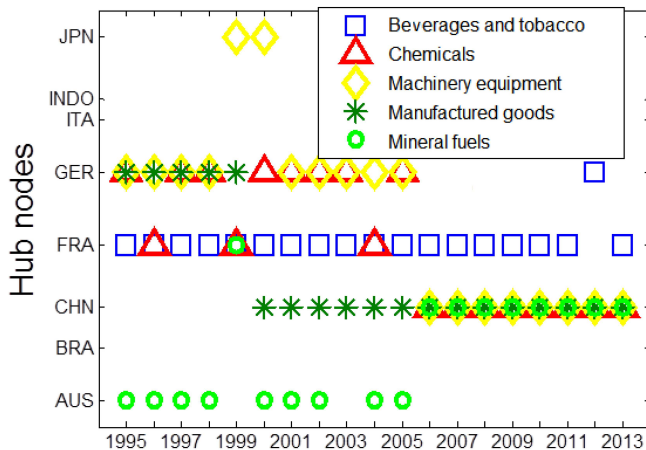 Hub nodes
JPN
INDO
ITA
GER
FRA
CHN
BRA
AUS
Beverages and tobacco
Chemicals
Machinery equipment
Manufactured goods
Mineral fuels
1995 1997 1999 2001 2003 2005 2007 2009 2011 2013